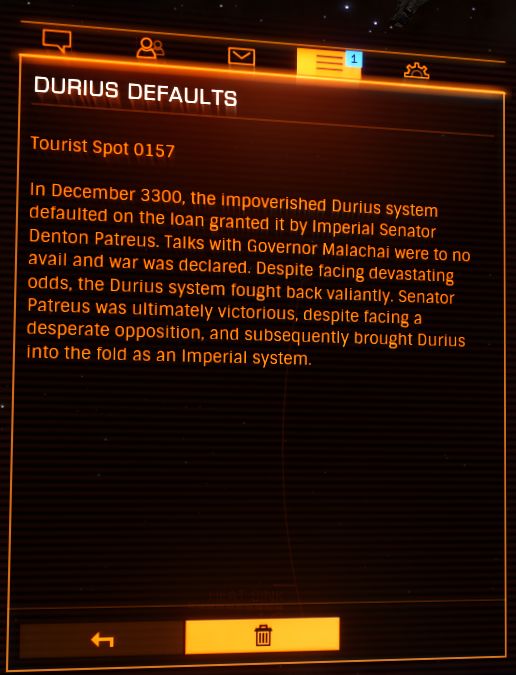 1
DURIUS DEFAULTS
Tourist Spot 0157
In December 3300, the impoverished Durius system
defaulted on the loan granted it by Imperial Senator
Denton Patreus. Talks with Governor Malachai were to no
avail and war was declared. Despite facing devastating
odds, the Durius system fought back valiantly. Senator
Patreus was ultimately victorious, despite facing a
desperate opposition, and subsequently brought Durius
into the fold as an Imperial system.